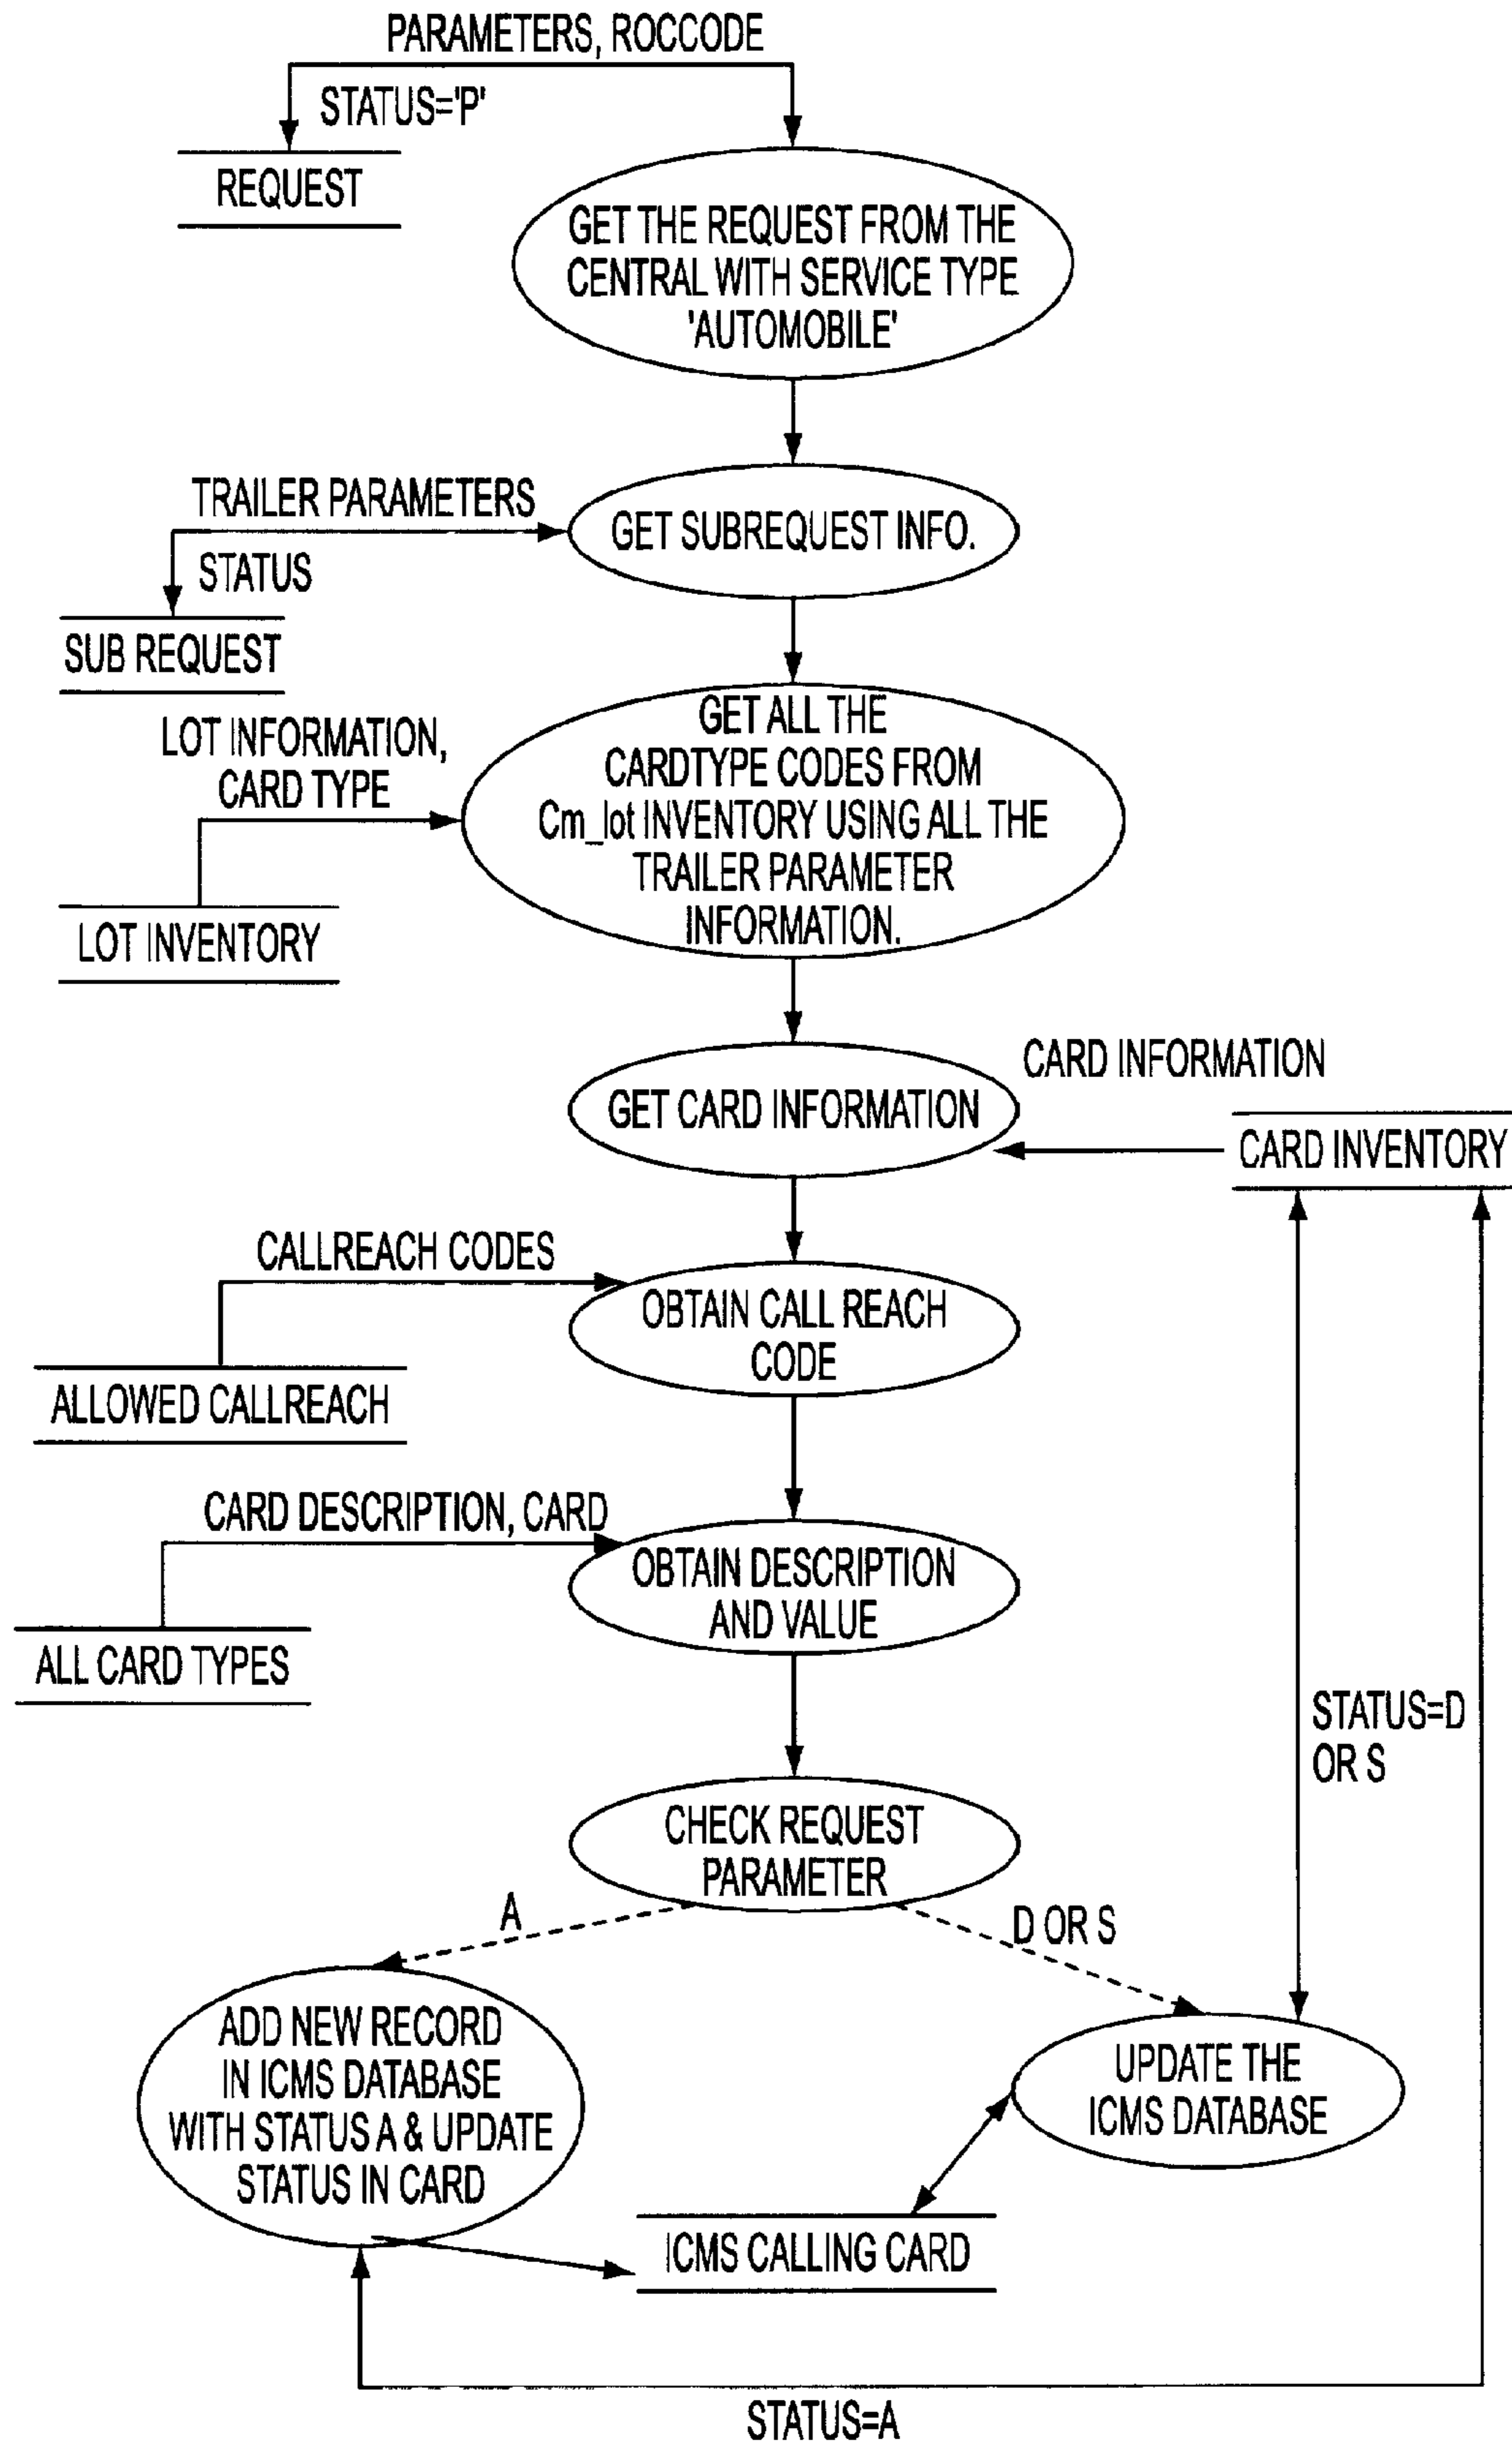 PARAMETERS, ROCCODE
STATUS='P'
REQUEST
GET THE REQUEST FROM THE
CENTRAL WITH SERVICE TYPE
'AUTOMOBILE'
TRAILER PARAMETERS
GET SUBREQUEST INFO.
STATUS
SUB REQUEST
LOT INFORMATION,
CARD TYPE
GET ALL THE
CARDTYPE CODES FROM
Cm_lot INVENTORY USING ALL THE
TRAILER PARAMETER
INFORMATION.
LOT INVENTORY
CARD INFORMATION
GET CARD INFORMATION
CARD INVENTORY
CALLREACH CODES
OBTAIN CALL REACH
CODE
ALLOWED CALLREACH
CARD DESCRIPTION, CARD
OBTAIN DESCRIPTION
AND VALUE
ALL CARD TYPES
STATUS=D
OR S
CHECK REQUEST
PARAMETER
A
D OR S
ADD NEW RECORD
IN ICMS DATABASE
WITH STATUS A & UPDATE
STATUS IN CARD
UPDATE THE
ICMS DATABASE
ICMS CALLING CARD
STATUS=A